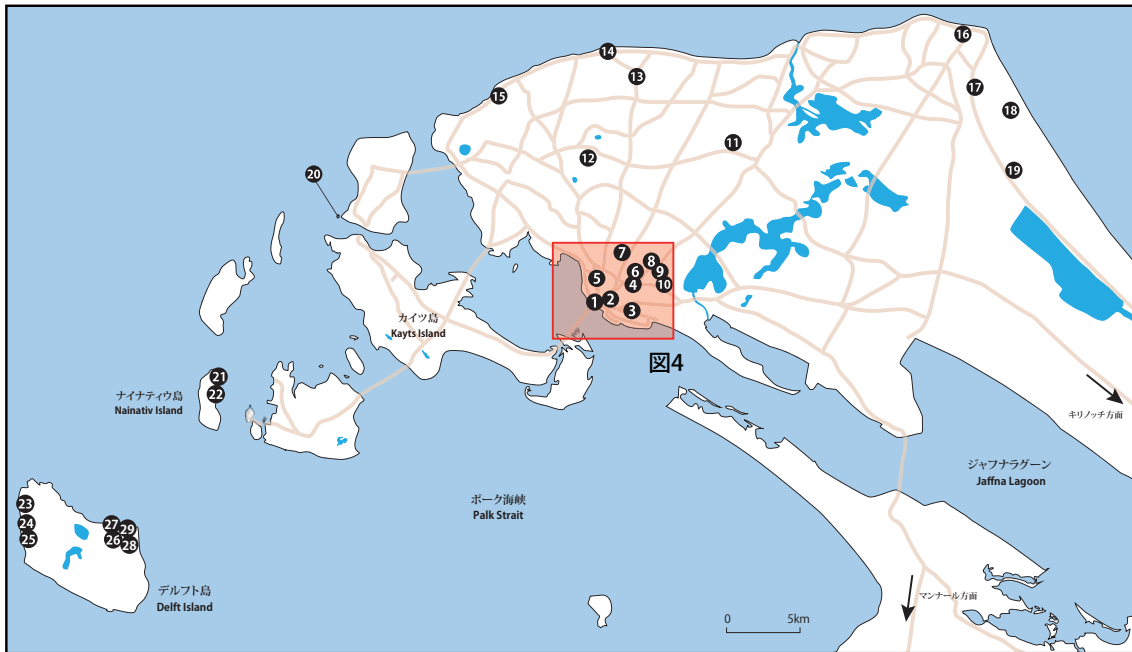 16
14
13
15
17
18
11
12
19
20
7
8
5
6
9
4
10
1
2
3
図4
カイツ島
Kayts Island
21
22
ナイナティヴ島
Nainativ Island
キリノッチ方面
ジャフナラグーン
Jaffna Lagoon
ポーク海峡
Palk Strait
23
24
25
27
29
26
28
デルフト島
Delft Island
マンナール方面
0 5km